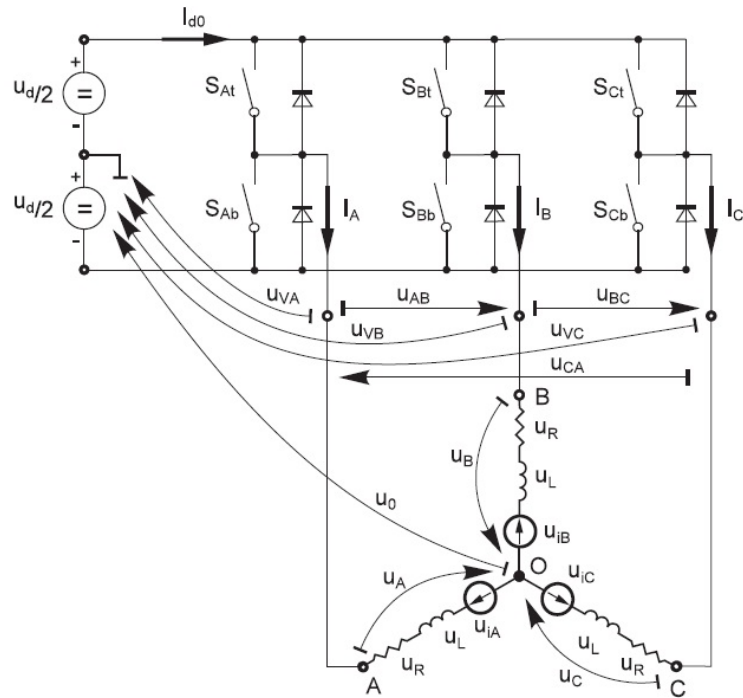 I_d0
+
u_d/2
=
-
S_At
S_Bt
S_Ct
+
u_d/2
=
-
S_Ab
I_A
S_Bb
I_B
S_Cb
I_C
u_VA
u_AB
u_BC
u_VB
u_VC
u_CA
B
u_R
u_B
u_L
u_0
u_iB
O
u_iC
u_A
u_iA
u_L
u_L
u_R
u_R
u_C
A
C